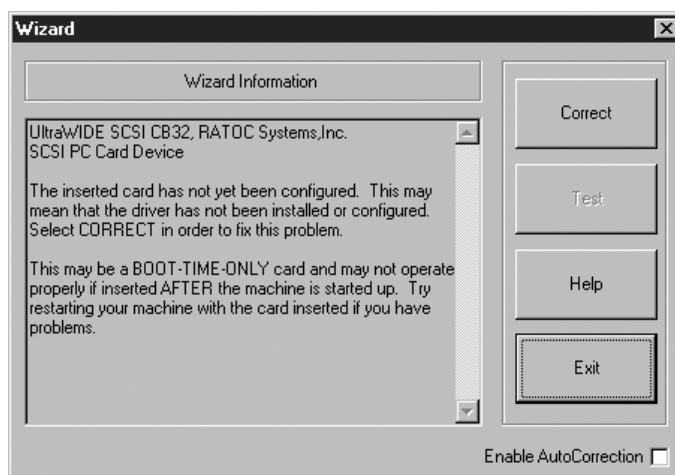 Wizard
Wizard Information
UltraWIDE SCSI CB32, RATOC Systems,Inc.
SCSI PC Card Device
The inserted card has not yet been configured.  This may
mean that the driver has not been installed or configured.
Select CORRECT in order to fix this problem.
This may be a BOOT-TIME-ONLY card and may not operate
properly if inserted AFTER the machine is started up.  Try
restarting your machine with the card inserted if you have
problems.
Correct
Test
Help
Exit
Enable AutoCorrection